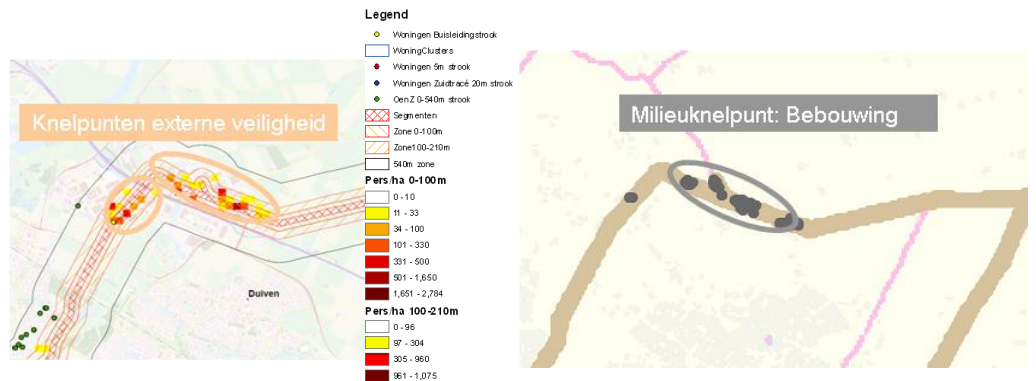 Legend
Woningen Buisleidingstrook
WoningClusters
Woningen 5m strook
Woningen Zuidtracé 20m strook
OenZ 0-540m strook
Segmenten
Zone 0-100m
Zone100-210m
540m zone
Pers/ha 0-100m
0 - 10
11 - 33
34 - 100
101 - 330
331 - 500
501 - 1,650
1,651 - 2,784
Pers/ha 100-210m
0 - 96
97 - 304
305 - 960
961 - 1,075
Knelpunten externe veiligheid
Duiven
Milieuknelpunt: Bebouwing